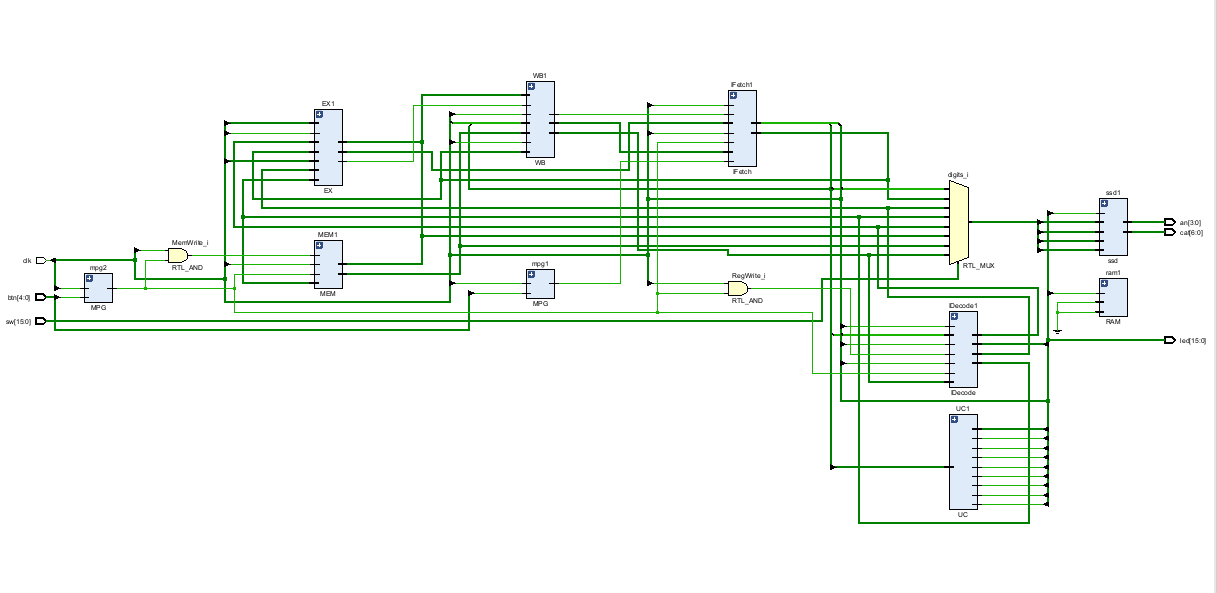 WB1
IFetch1
EX1
WB
IFetch
digits_i
EX
ssd1
an[3:0]
cat[6:0]
MEM1
MemWrite_i
clk
mpg2
RTL_AND
mpg1
RTL_MUX
ssd
RegWrite_i
ram1
MEM
btn[4:0]
MPG
MPG
RTL_AND
IDecode1
sw[15:0]
RAM
led[15:0]
IDecode
UC1
UC